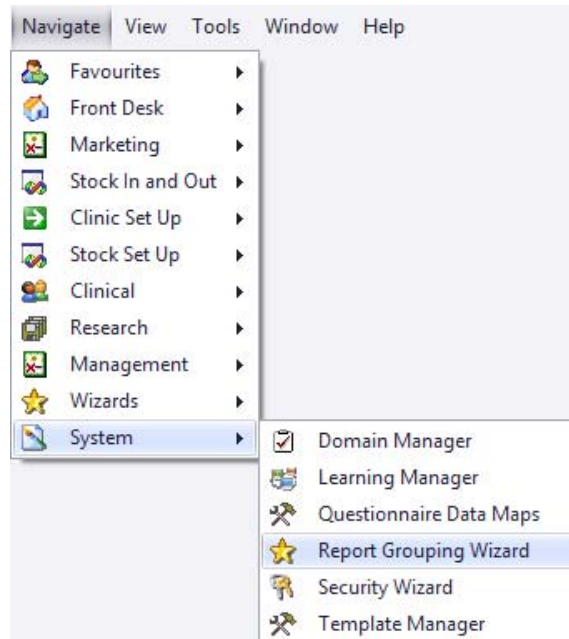 Navigate View Tools Window Help
Favourites
Front Desk
Marketing
Stock In and Out
Clinic Set Up
Stock Set Up
Clinical
Research
Management
Wizards
System
Domain Manager
Learning Manager
Questionnaire Data Maps
Report Grouping Wizard
Security Wizard
Template Manager